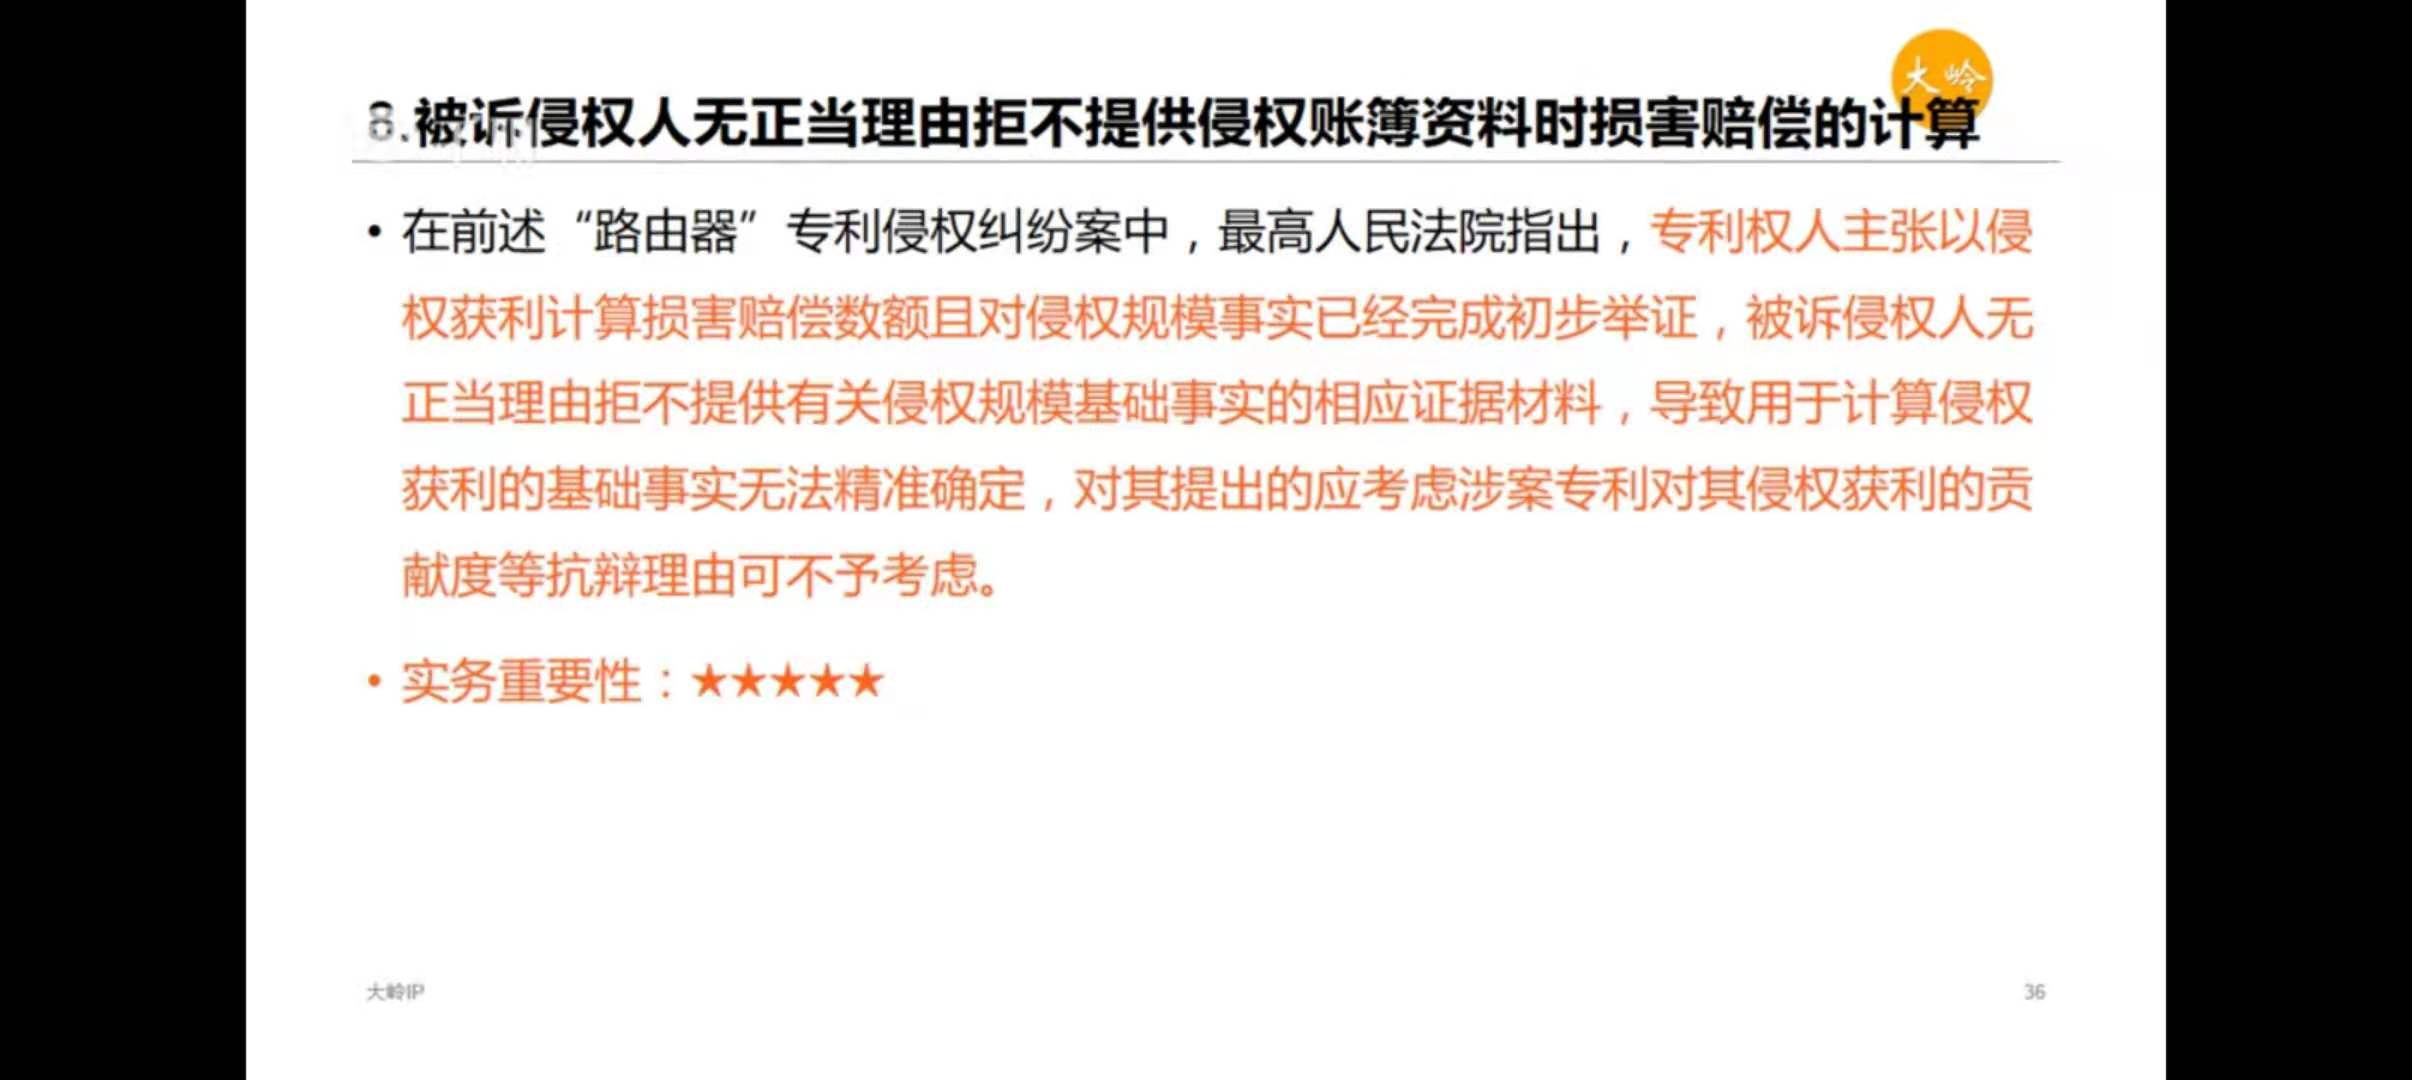 大岭
8.被诉侵权人无正当理由拒不提供侵权账簿资料时损害赔偿的计算
• 在前述“路由器”专利侵权纠纷案中，最高人民法院指出，专利权人主张以侵
权获利计算损害赔偿数额且对侵权规模事实已经完成初步举证，被诉侵权人无
正当理由拒不提供有关侵权规模基础事实的相应证据材料，导致用于计算侵权
获利的基础事实无法精准确定，对其提出的应考虑涉案专利对其侵权获利的贡
献度等抗辩理由可不予考虑。
• 实务重要性：★★★★★
大岭IP
36